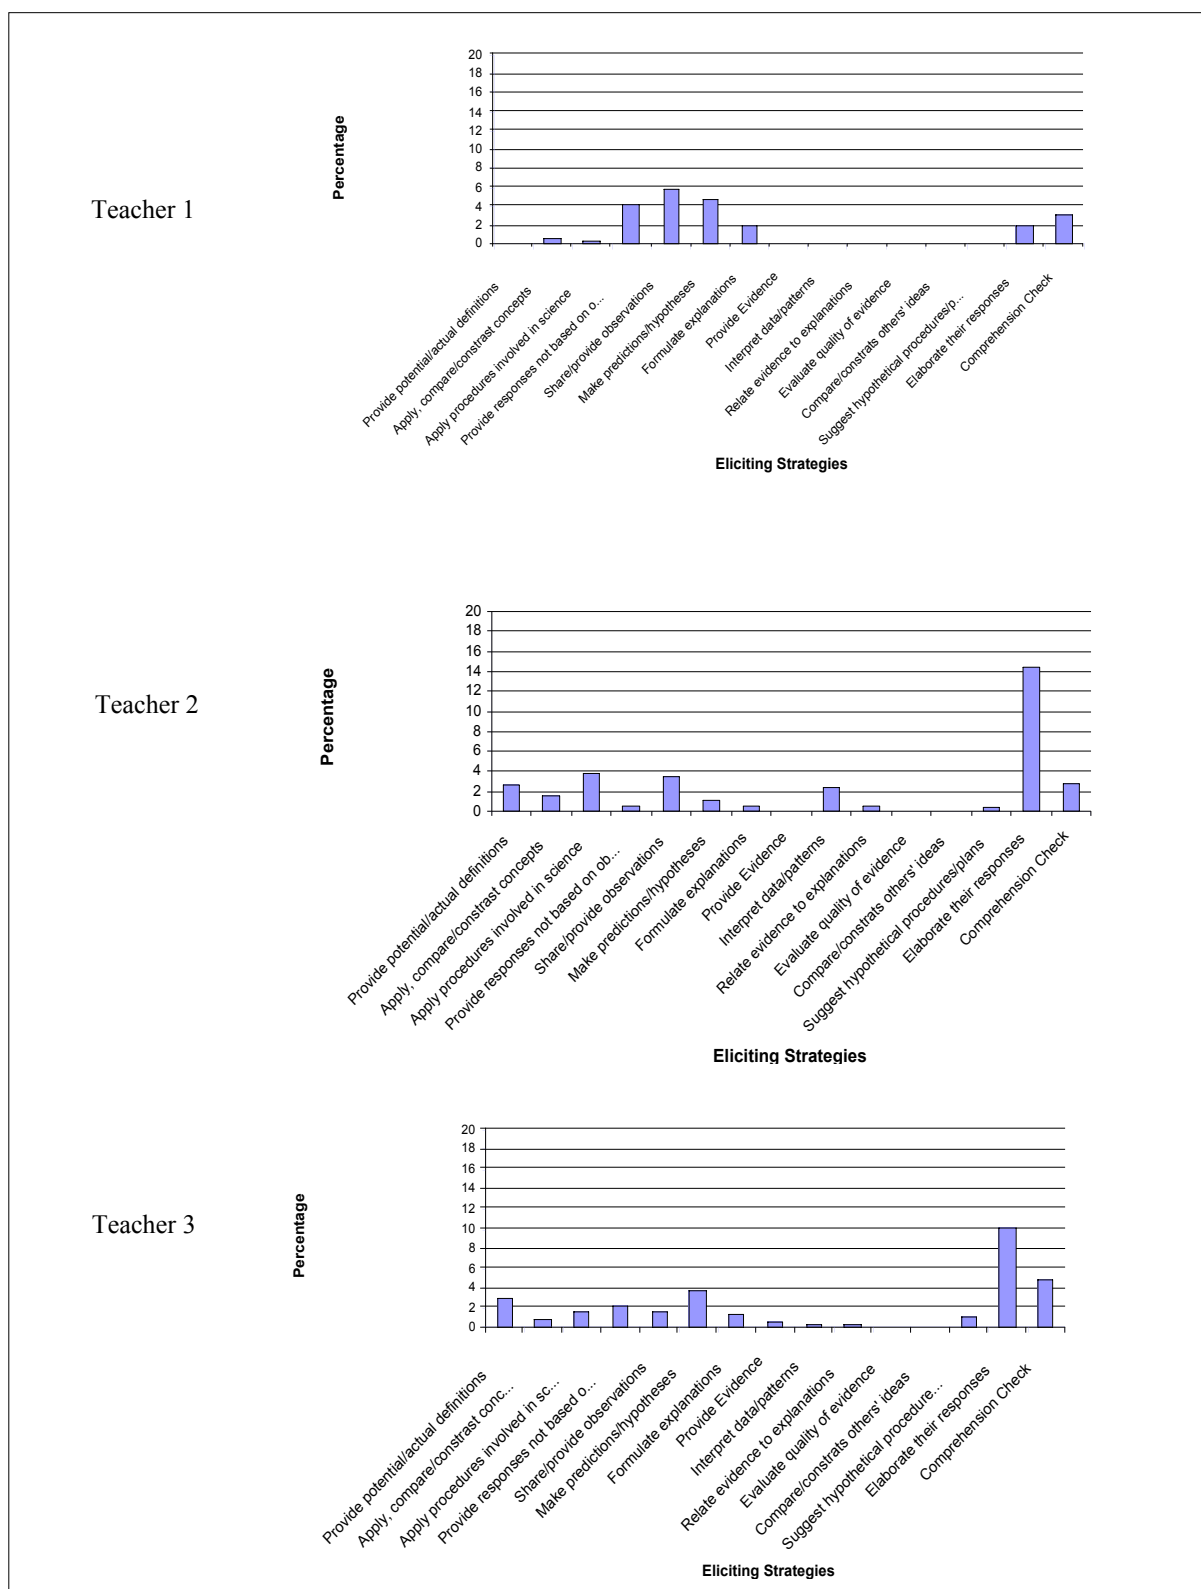 Teacher 1
Percentage
20
18
16
14
12
10
8
6
4
2
0
Provide potential/actual definitions
Apply, compare/constrast concepts
Apply procedures involved in science
Provide responses not based on o...
Share/provide observations
Make predictions/hypotheses
Formulate explanations
Provide Evidence
Interpret data/patterns
Relate evidence to explanations
Evaluate quality of evidence
Compare/constrats others' ideas
Suggest hypothetical procedures/p...
Elaborate their responses
Comprehension Check
Eliciting Strategies
Teacher 2
Percentage
20
18
16
14
12
10
8
6
4
2
0
Provide potential/actual definitions
Apply, compare/constrast concepts
Apply procedures involved in science
Provide responses not based on ob...
Share/provide observations
Make predictions/hypotheses
Formulate explanations
Provide Evidence
Interpret data/patterns
Relate evidence to explanations
Evaluate quality of evidence
Compare/constrats others' ideas
Suggest hypothetical procedures/plans
Elaborate their responses
Comprehension Check
Eliciting Strategies
Teacher 3
Percentage
20
18
16
14
12
10
8
6
4
2
0
Provide potential/actual definitions
Apply, compare/constrast conc...
Apply procedures involved in sc...
Provide responses not based o...
Share/provide observations
Make predictions/hypotheses
Formulate explanations
Provide Evidence
Interpret data/patterns
Relate evidence to explanations
Evaluate quality of evidence
Compare/constrats others' ideas
Suggest hypothetical procedure...
Elaborate their responses
Comprehension Check
Eliciting Strategies